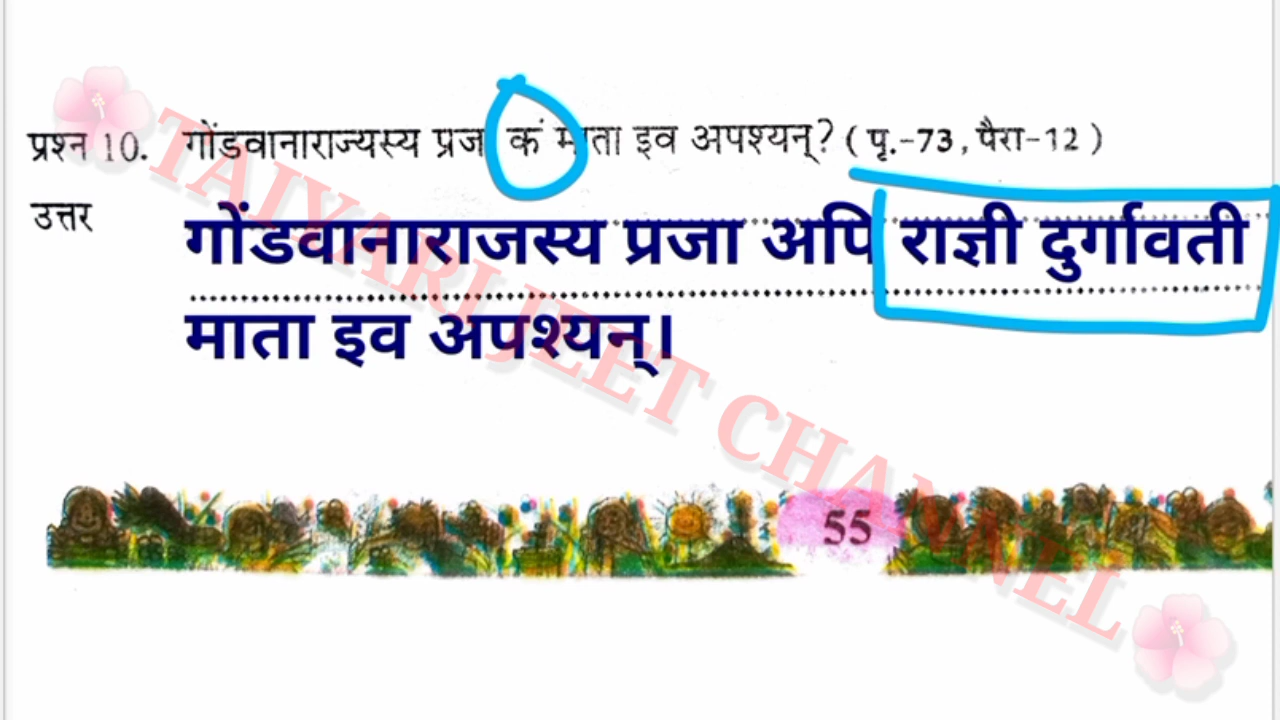 प्रश्न 10. गोंडवानाराज्यस्य प्रजा कं माता इव अपश्यन्? ( पृ.-73, पैरा-12 )
उत्तर
गोंडवानाराजस्य प्रजा अपि राज्ञी दुर्गावती
माता इव अपश्यन्।
TAIYARI JEET CHANNEL
55